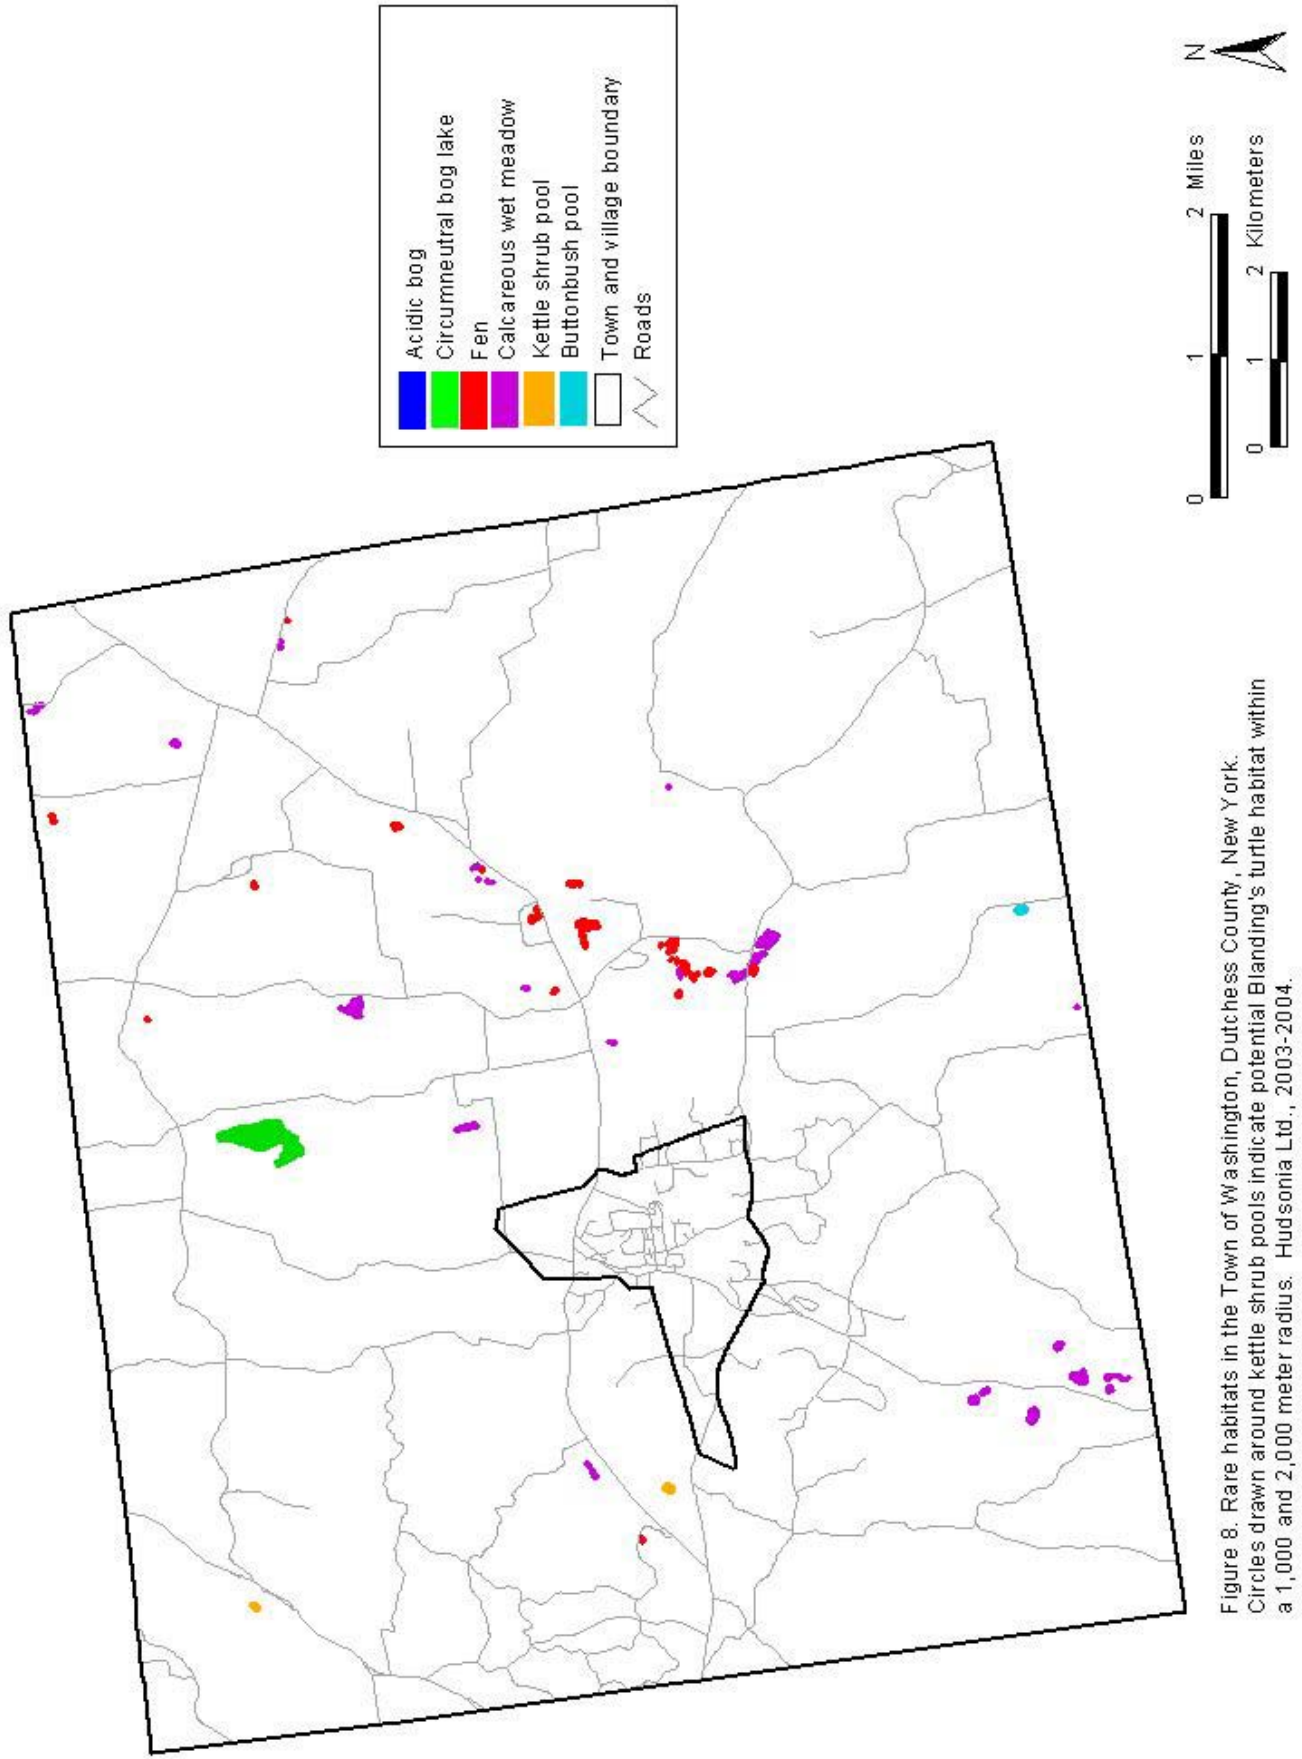 Acidic bog
Circumneutral bog lake
Fen
Calcareous wet meadow
Kettle shrub pool
Buttonbush pool
Town and village boundary
Roads
N
0 1 2 Miles
0 1 2 Kilometers
Figure 8. Rare habitats in the Town of Washington, Dutchess County, New York.
Circles drawn around kettle shrub pools indicate potential Blanding's turtle habitat within
a 1,000 and 2,000 meter radius. Hudsonia Ltd., 2003-2004.